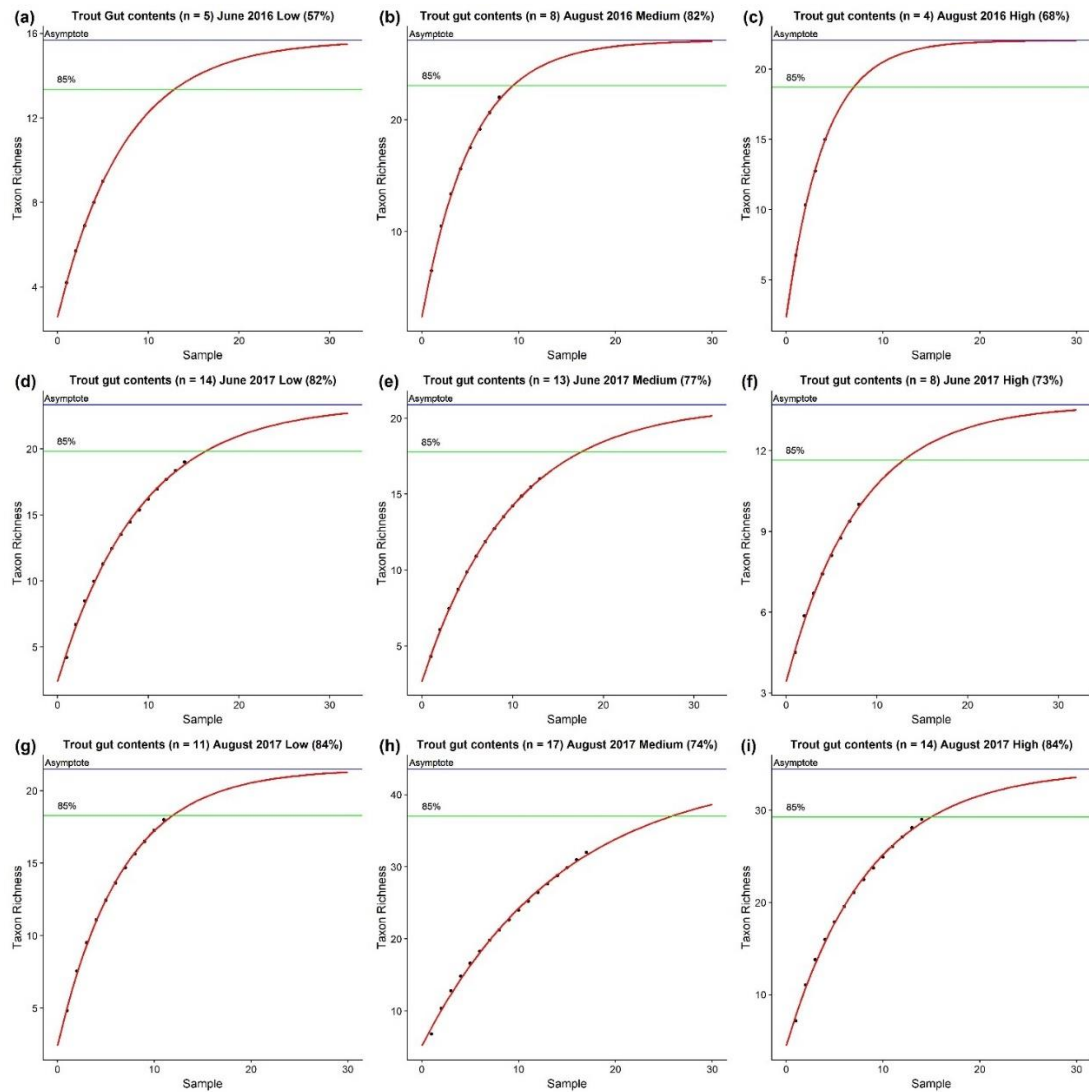 (a) Trout Gut contents (n = 5) June 2016 Low (57%)
Asymptote
85%
16
12
8
4
0 10 20 30
Sample
Taxon Richness
(b) Trout gut contents (n = 8) August 2016 Medium (82%)
Asymptote
85%
20
10
0 10 20 30
Sample
Taxon Richness
(c) Trout gut contents (n = 4) August 2016 High (68%)
Asymptote
85%
20
15
10
5
0 10 20 30
Sample
Taxon Richness
(d) Trout gut contents (n = 14) June 2017 Low (82%)
Asymptote
85%
20
15
10
5
0 10 20 30
Sample
Taxon Richness
(e) Trout gut contents (n = 13) June 2017 Medium (77%)
Asymptote
85%
20
15
10
5
0 10 20 30
Sample
Taxon Richness
(f) Trout gut contents (n = 8) June 2017 High (73%)
Asymptote
85%
12
9
6
3
0 10 20 30
Sample
Taxon Richness
(g) Trout gut contents (n = 11) August 2017 Low (84%)
Asymptote
85%
20
15
10
5
0 10 20 30
Sample
Taxon Richness
(h) Trout gut contents (n = 17) August 2017 Medium (74%)
Asymptote
85%
40
30
20
10
0 10 20 30
Sample
Taxon Richness
(i) Trout gut contents (n = 14) August 2017 High (84%)
Asymptote
85%
30
20
10
0 10 20 30
Sample
Taxon Richness